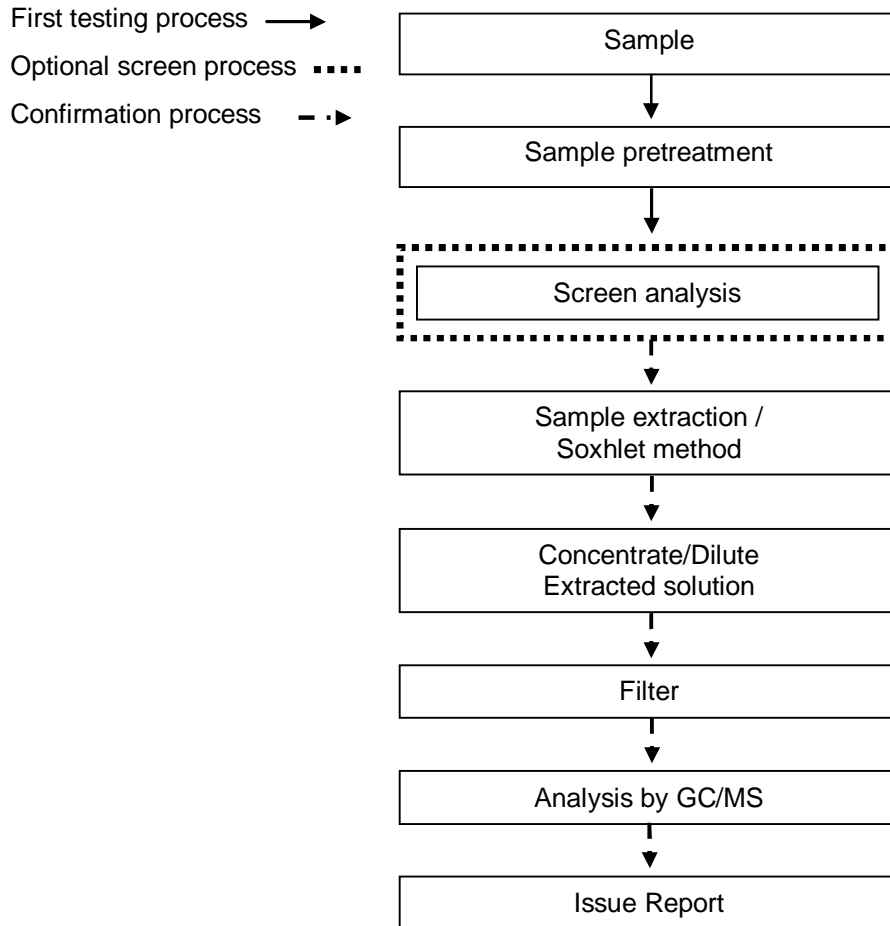 First testing process
Optional screen process
Confirmation process
Sample
Sample pretreatment
Screen analysis
Sample extraction /
Soxhlet method
Concentrate/Dilute
Extracted solution
Filter
Analysis by GC/MS
Issue Report